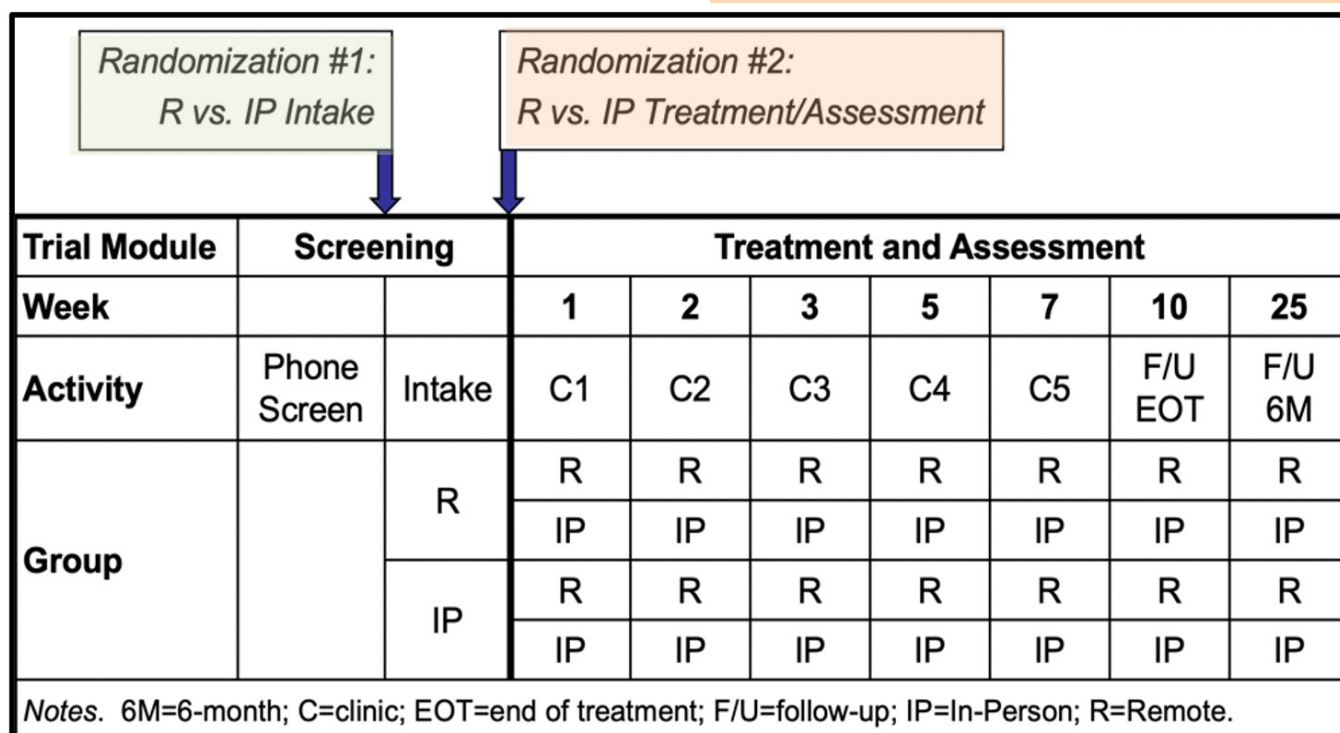 Randomization #1:
R vs. IP Intake
Randomization #2:
R vs. IP Treatment/Assessment
Trial Module Screening Treatment and Assessment
Week 1 2 3 5 7 10 25
Activity Phone Screen Intake C1 C2 C3 C4 C5 F/U EOT F/U 6M
Group
R
R R R R R R R
IP IP IP IP IP IP IP
IP
R R R R R R R
IP IP IP IP IP IP IP
Notes. 6M=6-month; C=clinic; EOT=end of treatment; F/U=follow-up; IP=In-Person; R=Remote.